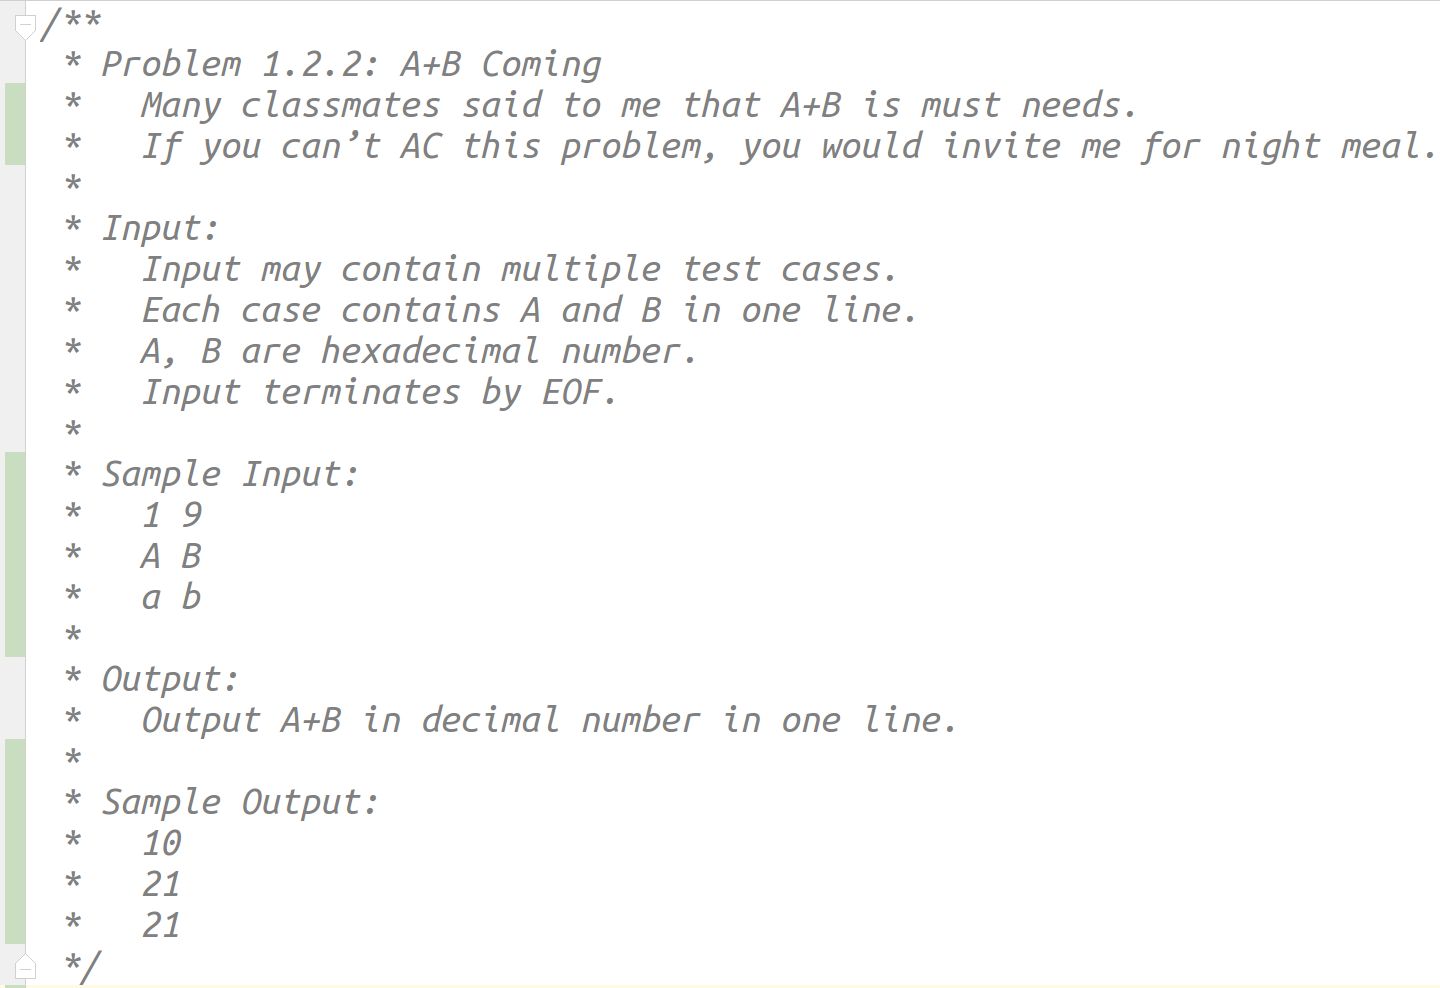 /**
 * Problem 1.2.2: A+B Coming
 *   Many classmates said to me that A+B is must needs.
 *   If you can’t AC this problem, you would invite me for night meal.
 *
 * Input:
 *   Input may contain multiple test cases.
 *   Each case contains A and B in one line.
 *   A, B are hexadecimal number.
 *   Input terminates by EOF.
 *
 * Sample Input:
 *   1 9
 *   A B
 *   a b
 *
 * Output:
 *   Output A+B in decimal number in one line.
 *
 * Sample Output:
 *   10
 *   21
 *   21
 */